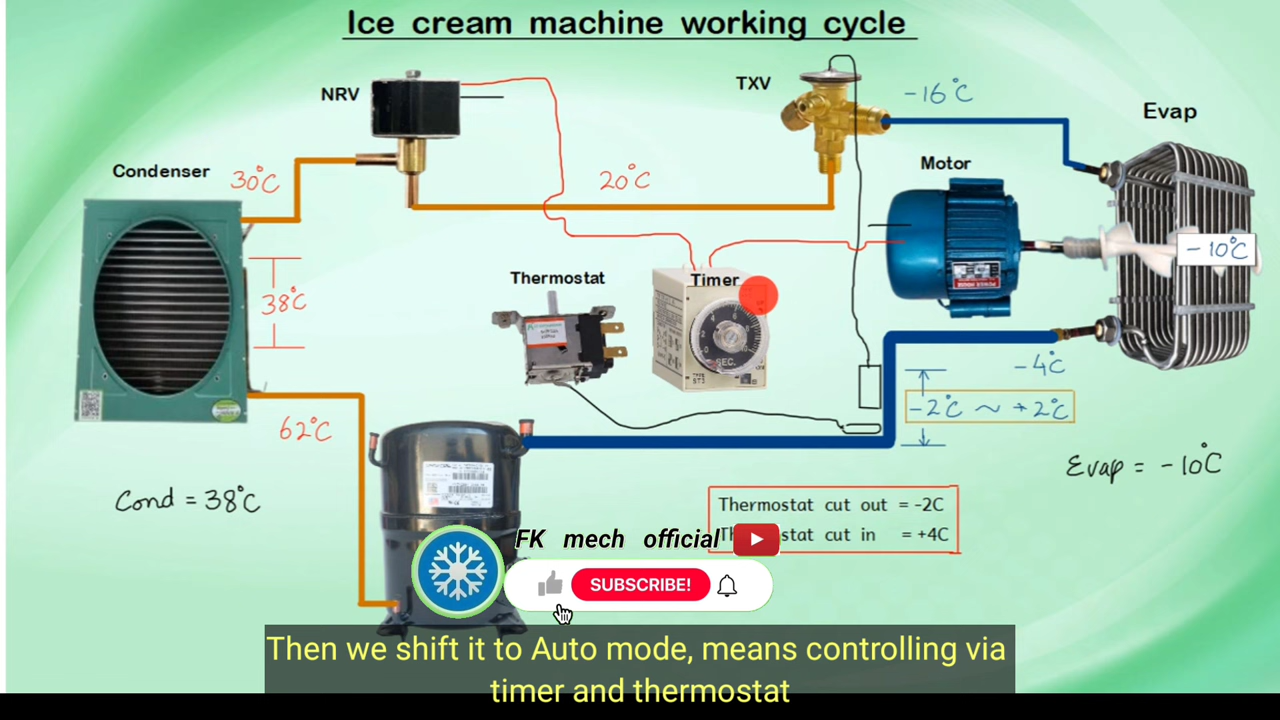 Ice cream machine working cycle
NRV
TXV
-16°C
Evap
Condenser
30°C
20°C
Motor
-10°C
Thermostat
Timer
38°C
SEC.
-4°C
-2°C ~ +2°C
62°C
Evap = -10°C
Cond = 38°C
Thermostat cut out = -2C
stat cut in = +4C
FK mech official
SUBSCRIBE!
Then we shift it to Auto mode, means controlling via
timer and thermostat